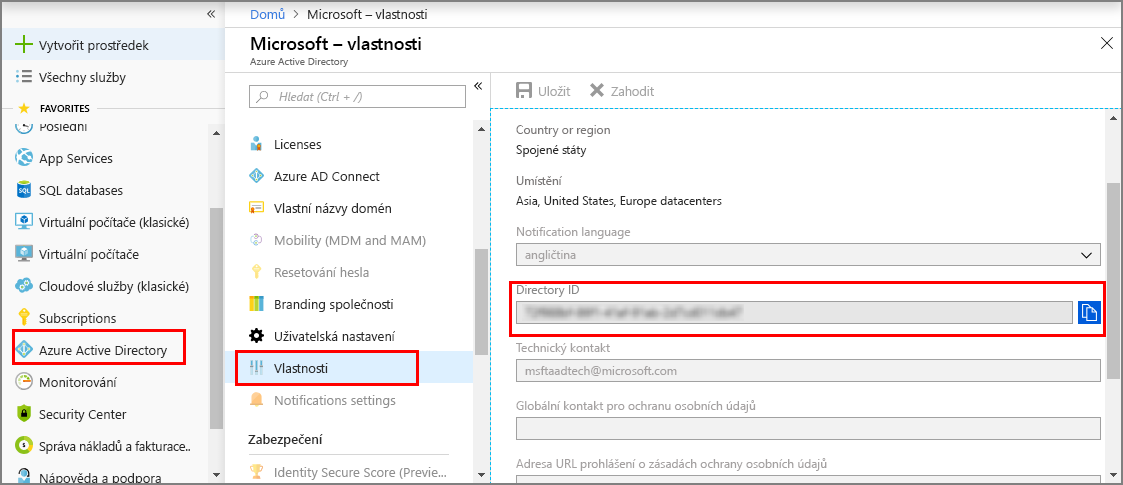 «
Vytvořit prostředek
Všechny služby
FAVORITES
Poslední
App Services
SQL databases
Virtuální počítače (klasické)
Virtuální počítače
Cloudové služby (klasické)
Subscriptions
Azure Active Directory
Monitorování
Security Center
Správa nákladů a fakturace..
Nápověda a podpora
Domů > Microsoft – vlastnosti
Microsoft – vlastnosti
Azure Active Directory
Hledat (Ctrl + /)
«
Licenses
Azure AD Connect
Vlastní názvy domén
Mobility (MDM and MAM)
Resetování hesla
Branding společnosti
Uživatelská nastavení
Vlastnosti
Notifications settings
Zabezpečení
Identity Secure Score (Previe...
Uložit
Zahodit
Country or region
Spojené státy
Umístění
Asia, United States, Europe datacenters
Notification language
angličtina
Directory ID
Technický kontakt
msftaadtech@microsoft.com
Globální kontakt pro ochranu osobních údajů
Adresa URL prohlášení o zásadách ochrany osobních údajů